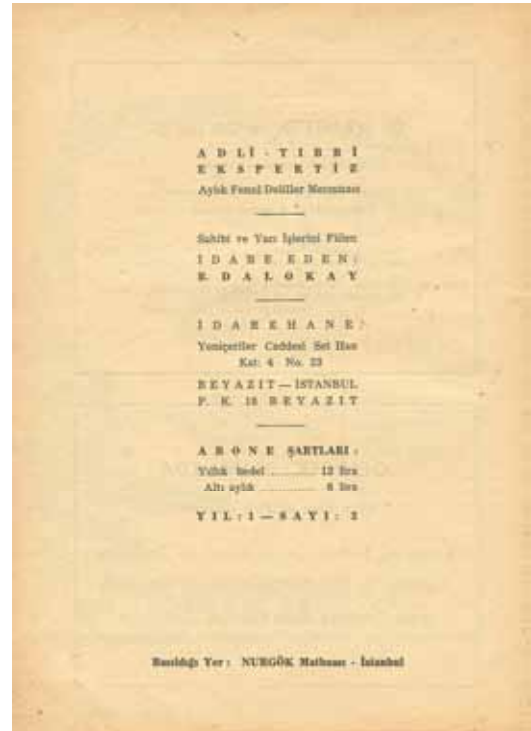 ADLİ-TIBBİ
EKSPERTİZ
Aylık Fennî Deliller Mecmuası
Sahibi ve Yazı İşlerini Fiilen
İDARE EDEN:
B. DALOKAY
İDAREHANE:
Yeniçeriler Caddesi Set Han
Kat: 4 No. 23
BEYAZIT — İSTANBUL
P. K. 18 BEYAZIT
ABONE ŞARTLARI:
Yıllık bedel .......... 12 lira
Altı aylık .......... 6 lira
YIL: 1 — SAYI: 2
Basıldığı Yer: NURGÖK Matbaası - İstanbul